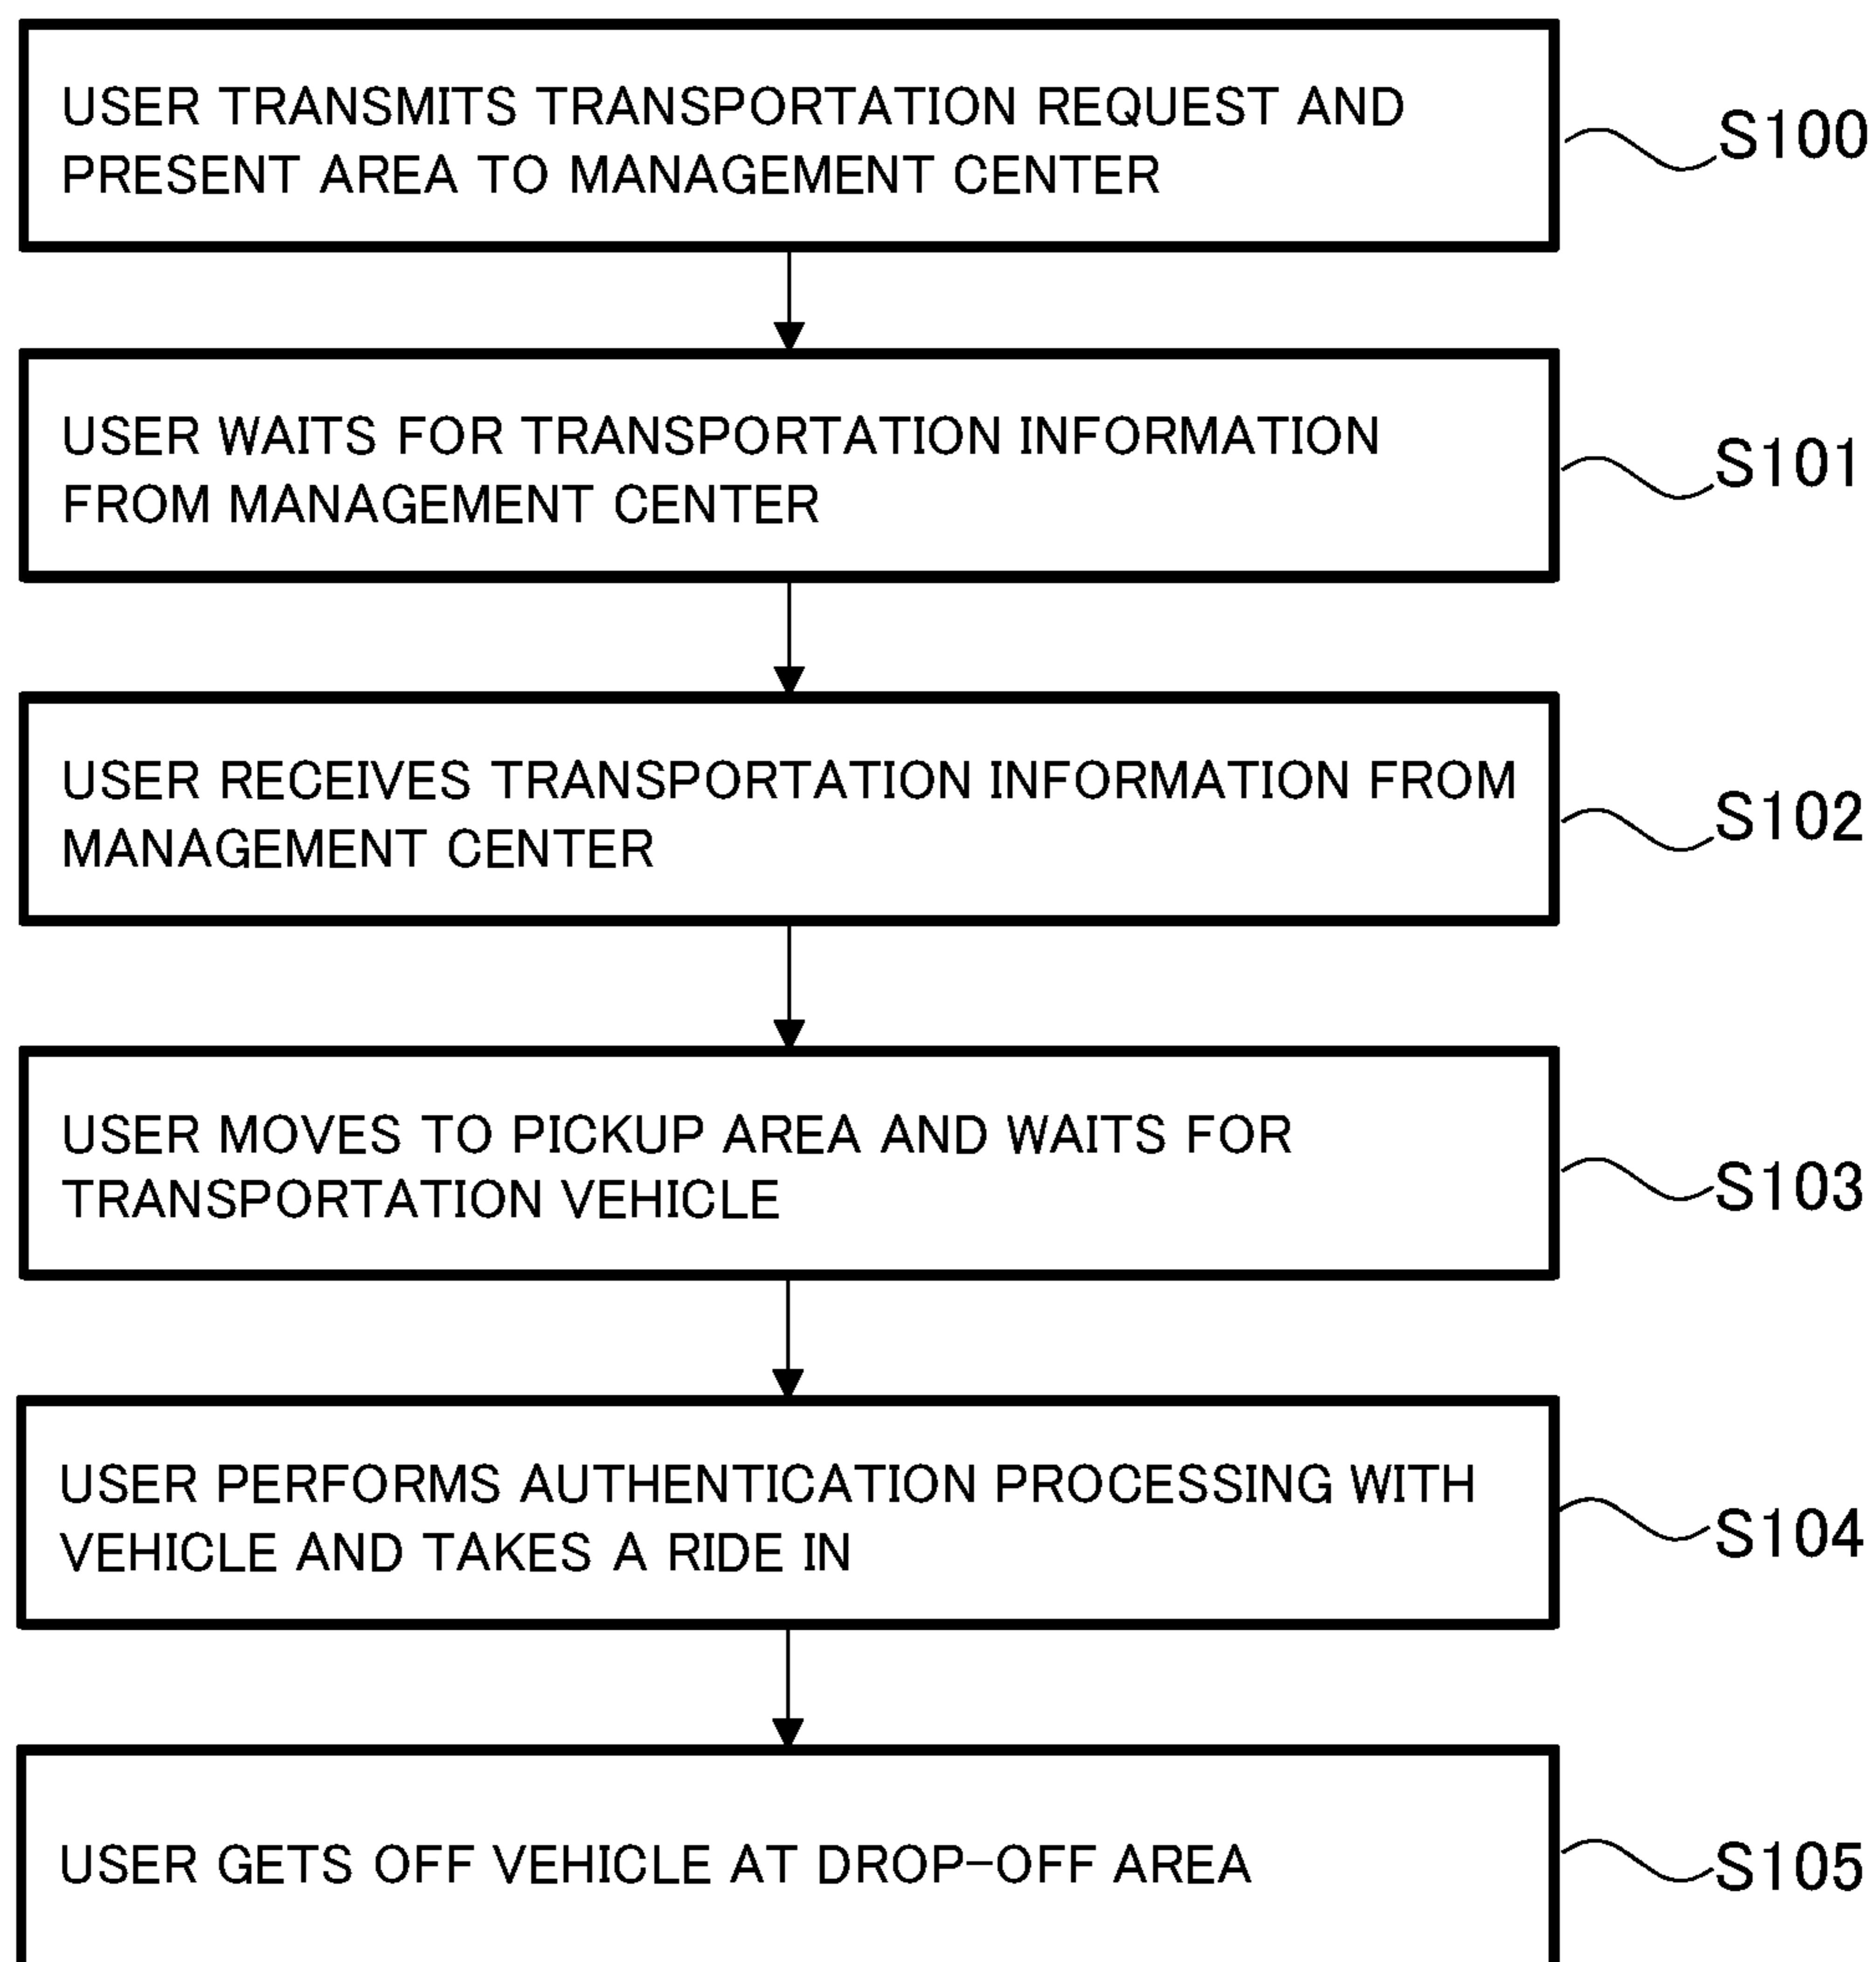 USER TRANSMITS TRANSPORTATION REQUEST AND
PRESENT AREA TO MANAGEMENT CENTER
S100
USER WAITS FOR TRANSPORTATION INFORMATION
FROM MANAGEMENT CENTER
S101
USER RECEIVES TRANSPORTATION INFORMATION FROM
MANAGEMENT CENTER
S102
USER MOVES TO PICKUP AREA AND WAITS FOR
TRANSPORTATION VEHICLE
S103
USER PERFORMS AUTHENTICATION PROCESSING WITH
VEHICLE AND TAKES A RIDE IN
S104
USER GETS OFF VEHICLE AT DROP-OFF AREA
S105